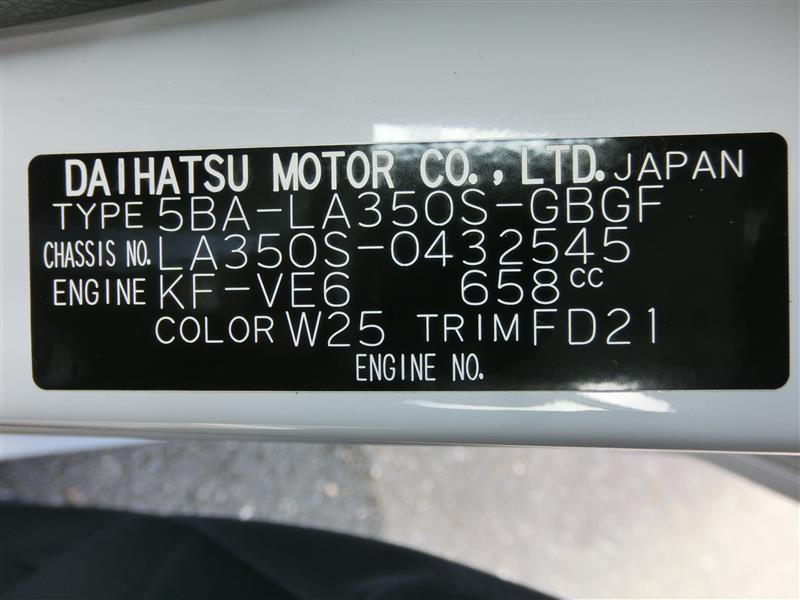 DAIHATSU MOTOR CO., LTD. JAPAN
TYPE 5BA-LA350S-GBGF
CHASSIS NO. LA350S-0432545
ENGINE KF-VE6 658cc
COLOR W25 TRIM FD21
ENGINE NO.